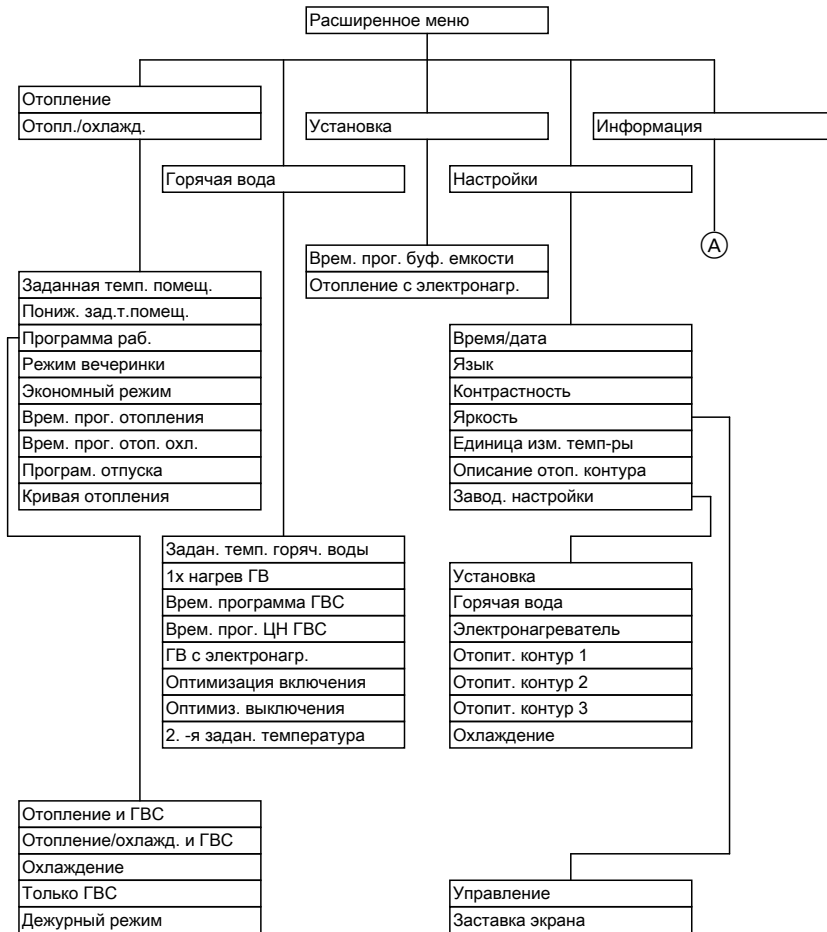 Расширенное меню
Отопление
Отопл./охлажд.
Установка
Информация
Горячая вода
Настройки
A
Врем. прог. буф. емкости
Отопление с электронагр.
Заданная темп. помещ.
Пониж. зад.т.помещ.
Программа раб.
Режим вечеринки
Экономный режим
Врем. прог. отопления
Врем. прог. отоп. охл.
Програм. отпуска
Кривая отопления
Время/дата
Язык
Контрастность
Яркость
Единица изм. темп-ры
Описание отоп. контура
Завод. настройки
Задан. темп. горяч. воды
1х нагрев ГВ
Врем. программа ГВС
Врем. прог. ЦН ГВС
ГВ с электронагр.
Оптимизация включения
Оптимиз. выключения
2. -я задан. температура
Установка
Горячая вода
Электронагреватель
Отопит. контур 1
Отопит. контур 2
Отопит. контур 3
Охлаждение
Отопление и ГВС
Отопление/охлажд. и ГВС
Охлаждение
Только ГВС
Дежурный режим
Управление
Заставка экрана